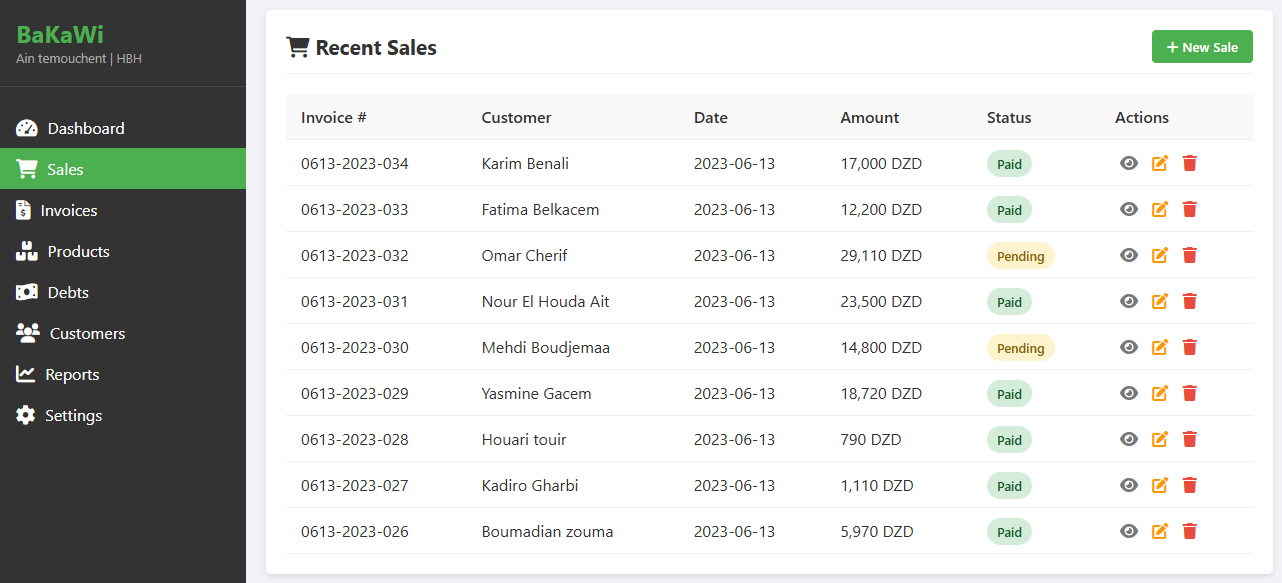 BaKaWi
Ain temouchent | HBH
Dashboard
Sales
Invoices
Products
Debts
Customers
Reports
Settings
Recent Sales
+ New Sale
Invoice # Customer Date Amount Status Actions
0613-2023-034 Karim Benali 2023-06-13 17,000 DZD Paid
0613-2023-033 Fatima Belkacem 2023-06-13 12,200 DZD Paid
0613-2023-032 Omar Cherif 2023-06-13 29,110 DZD Pending
0613-2023-031 Nour El Houda Ait 2023-06-13 23,500 DZD Paid
0613-2023-030 Mehdi Boudjemaa 2023-06-13 14,800 DZD Pending
0613-2023-029 Yasmine Gacem 2023-06-13 18,720 DZD Paid
0613-2023-028 Houari touir 2023-06-13 790 DZD Paid
0613-2023-027 Kadiro Gharbi 2023-06-13 1,110 DZD Paid
0613-2023-026 Boumadian zouma 2023-06-13 5,970 DZD Paid